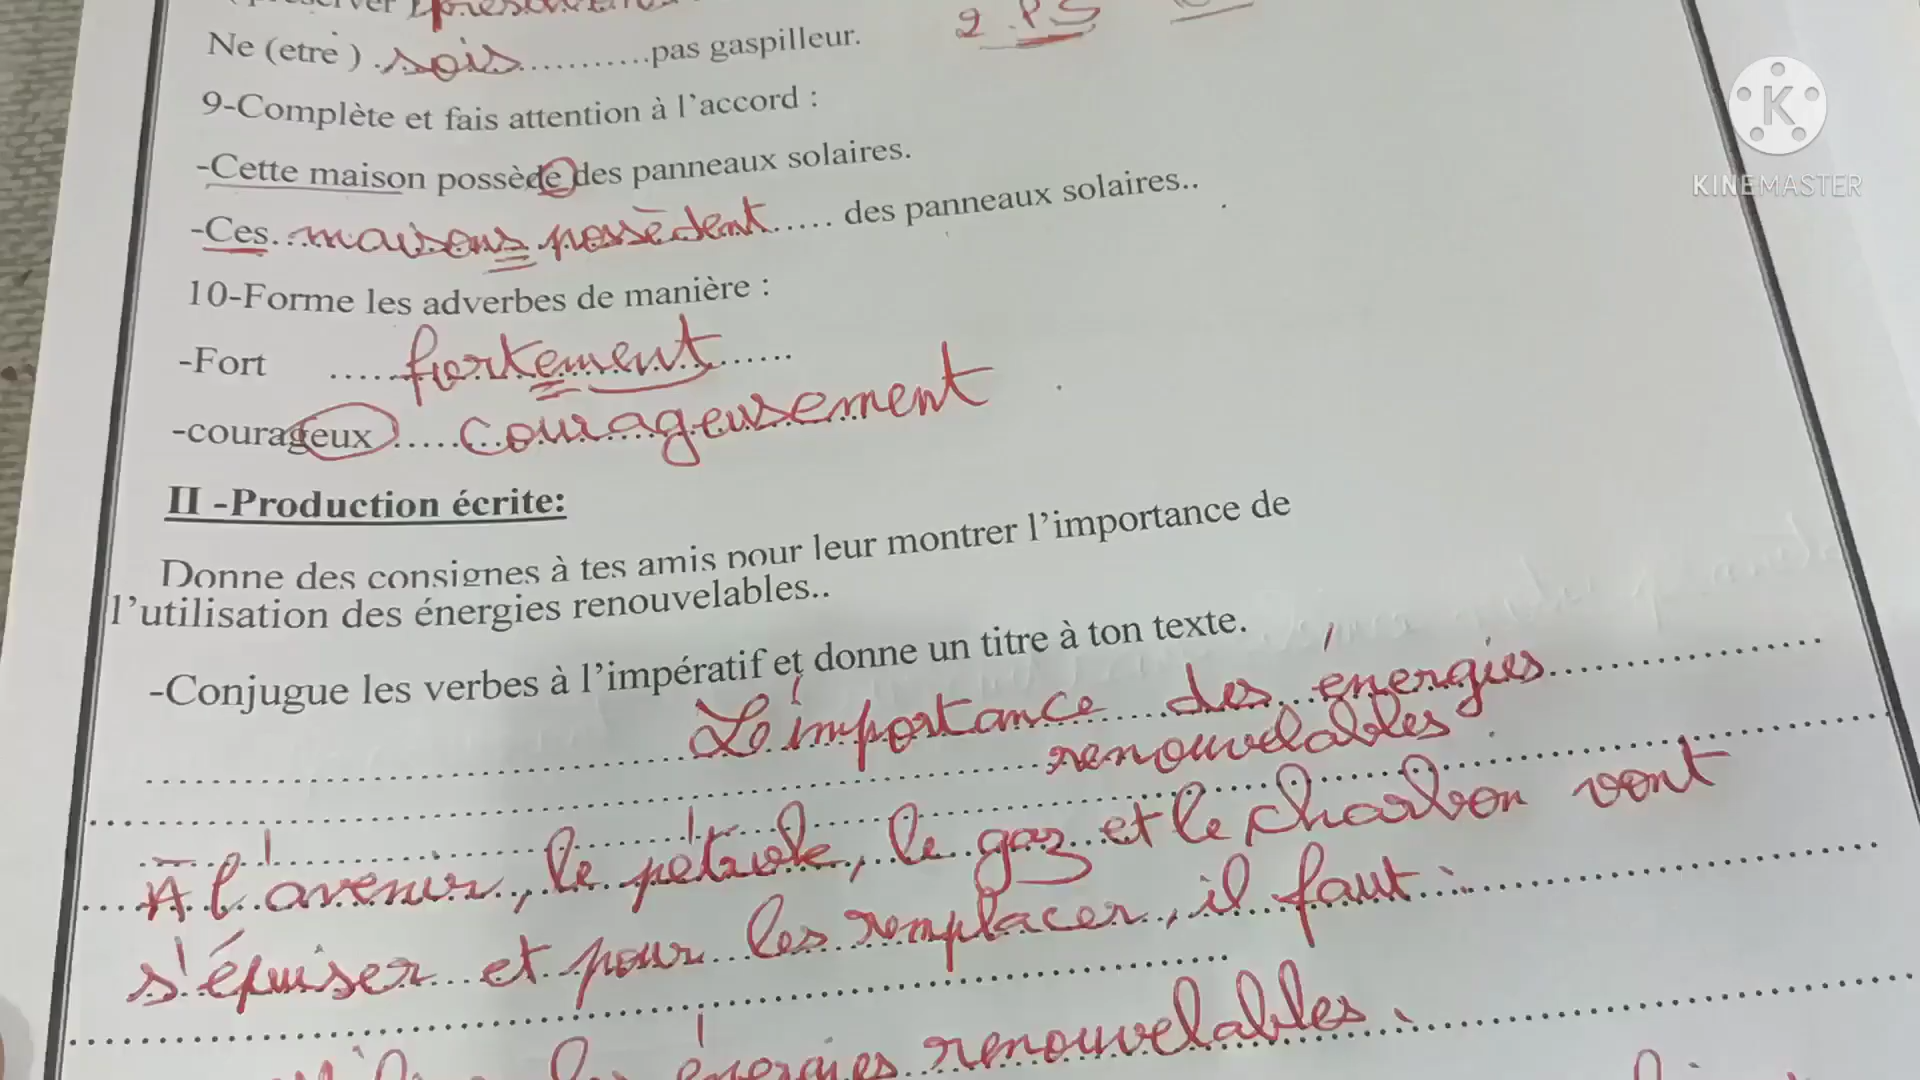 préserver
Ne (etre ) .sois..........pas gaspilleur.
2 PS
9-Complète et fais attention à l'accord :
-Cette maison possède des panneaux solaires.
-Ces..maisons possèdent..... des panneaux solaires..
10-Forme les adverbes de manière :
-Fort .....fortement......
-courageux .....courageusement
II -Production écrite:
Donne des consignes à tes amis pour leur montrer l'importance de
l'utilisation des énergies renouvelables..
-Conjugue les verbes à l'impératif et donne un titre à ton texte.
L'importance des énergies
renouvelables
A l'avenir, le pétrole, le gaz et le charbon vont
s'épuiser et pour les remplacer, il faut :
énergies renouvelables.
KINEMASTER